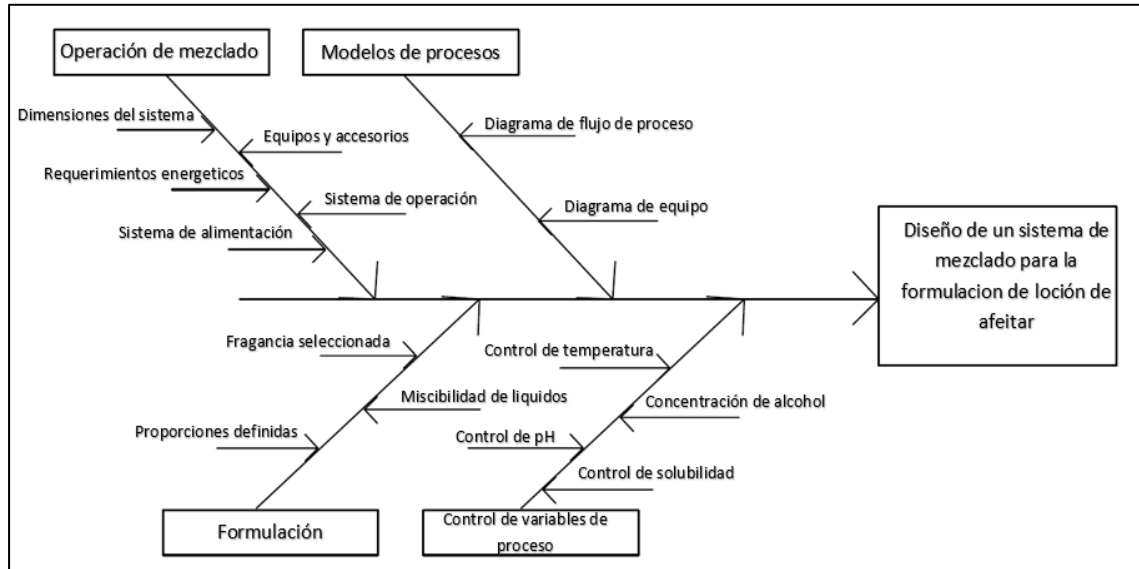 Operación de mezclado
Modelos de procesos
Dimensiones del sistema
Equipos y accesorios
Requerimientos energeticos
Sistema de operación
Sistema de alimentación
Diagrama de flujo de proceso
Diagrama de equipo
Diseño de un sistema de
mezclado para la
formulacion de loción de
afeitar
Fragancia seleccionada
Miscibilidad de liquidos
Proporciones definidas
Control de temperatura
Concentración de alcohol
Control de pH
Control de solubilidad
Formulación
Control de variables de
proceso